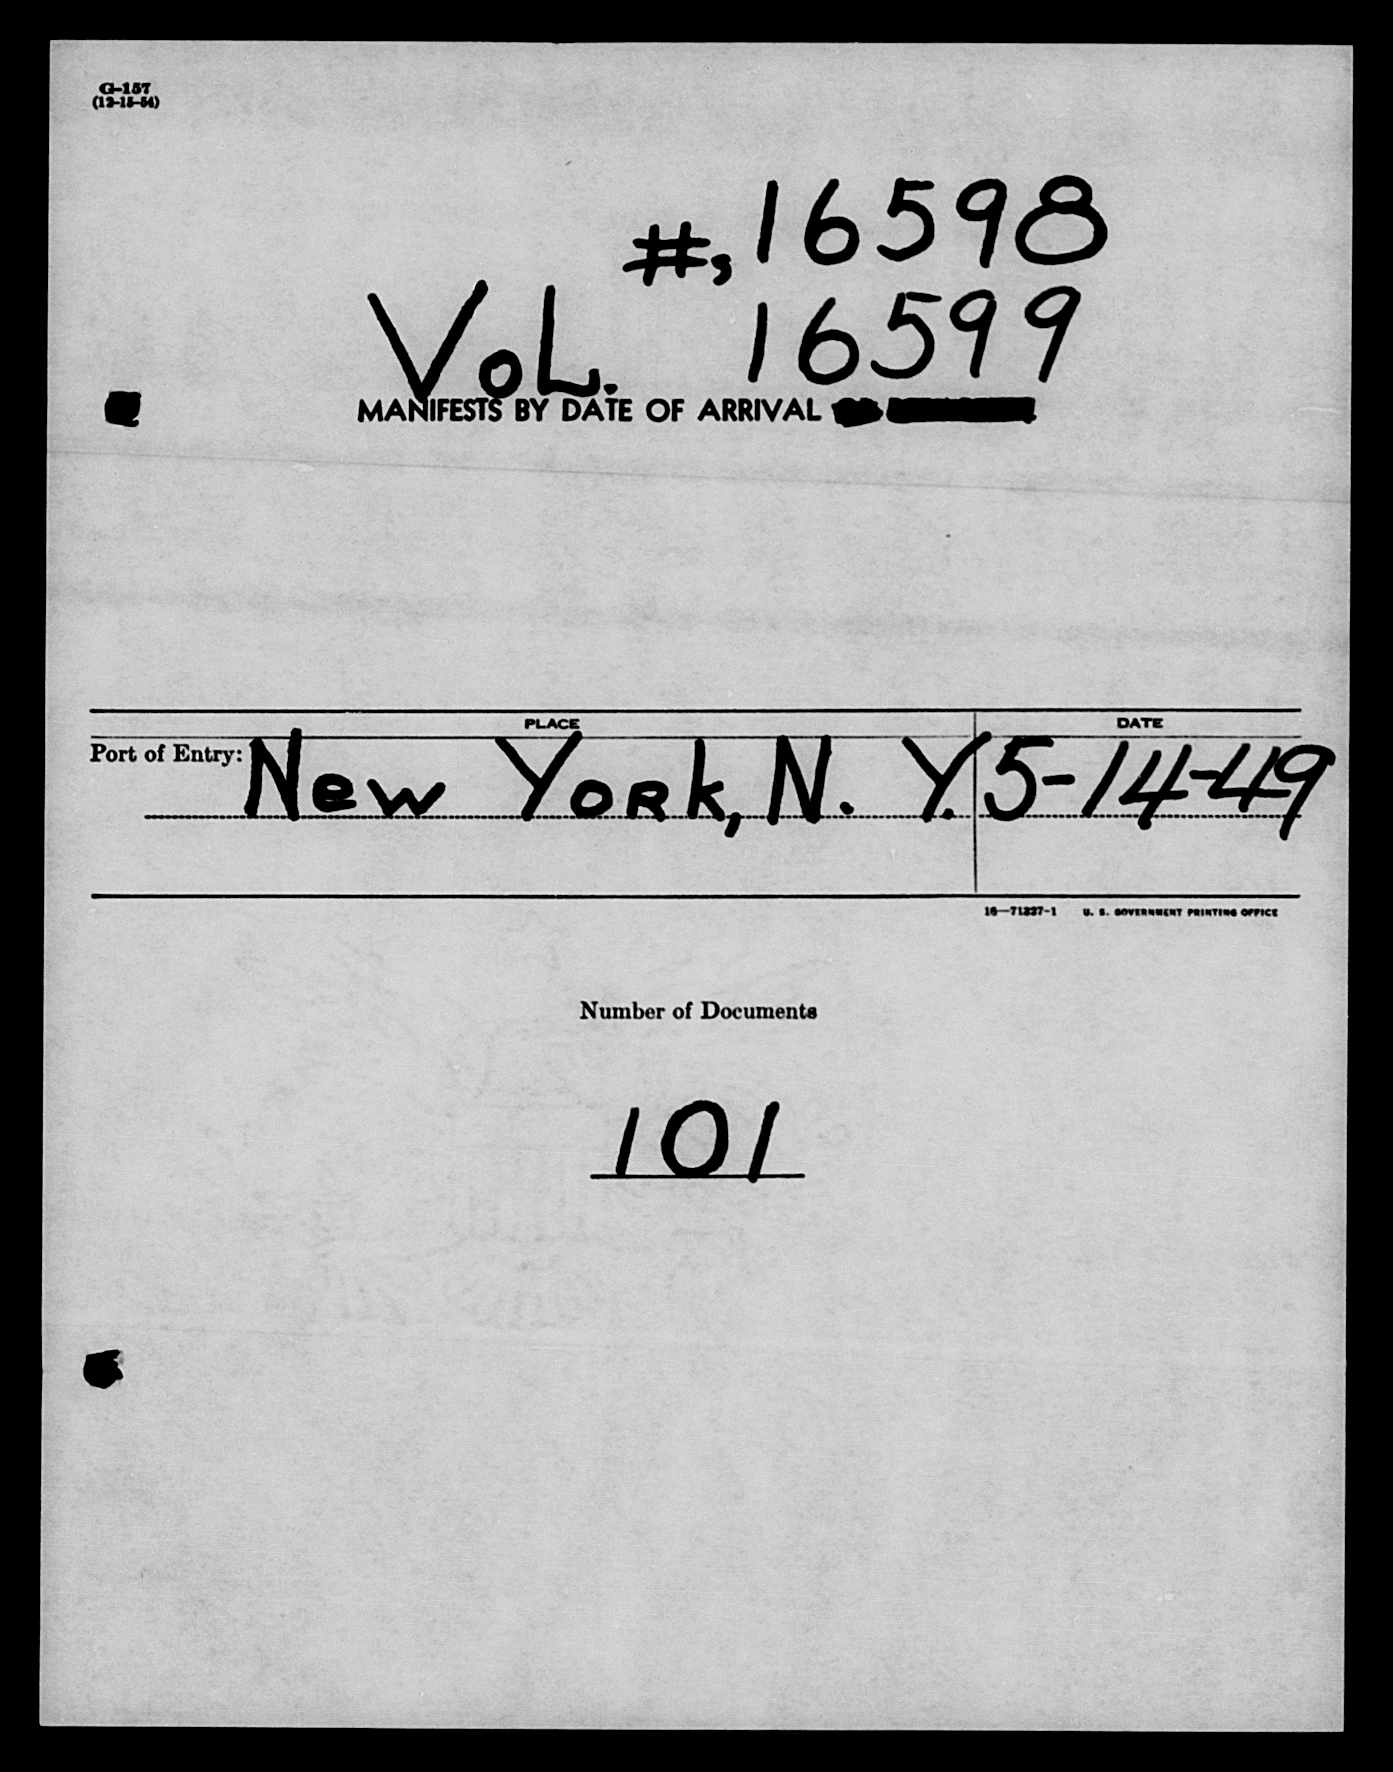 G-157
(12-15-54)
#, 16598
VoL. 16599
MANIFESTS BY DATE OF ARRIVAL
PLACE DATE
Port of Entry: New York, N. Y. 5-14-49
16—71337-1 U. S. GOVERNMENT PRINTING OFFICE
Number of Documents
101